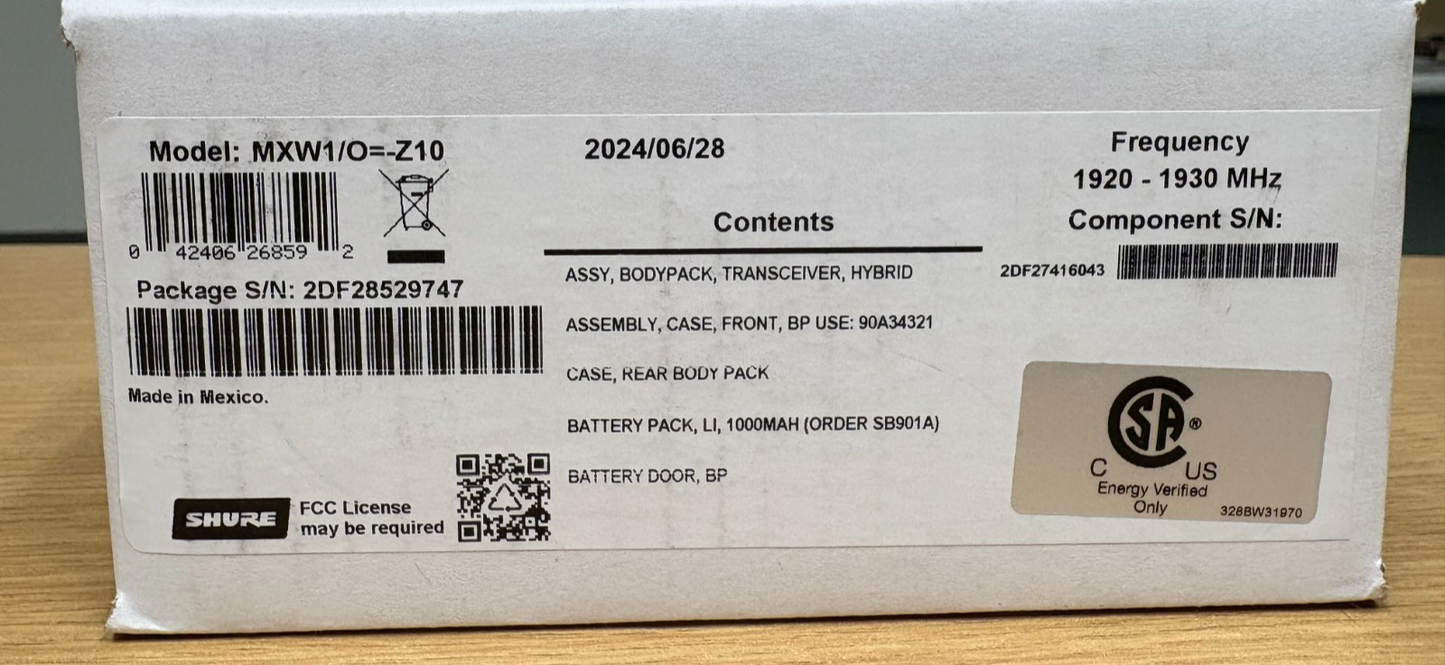 Model: MXW1/O=-Z10
0 42406 26859 2
Package S/N: 2DF28529747
Made in Mexico.
SHURE
FCC License
may be required
2024/06/28
Contents
ASSY, BODYPACK, TRANSCEIVER, HYBRID
ASSEMBLY, CASE, FRONT, BP USE: 90A34321
CASE, REAR BODY PACK
BATTERY PACK, LI, 1000MAH (ORDER SB901A)
BATTERY DOOR, BP
Frequency
1920 - 1930 MHz
Component S/N:
2DF27416043
CSA®
C US
Energy Verified
Only
328BW31970